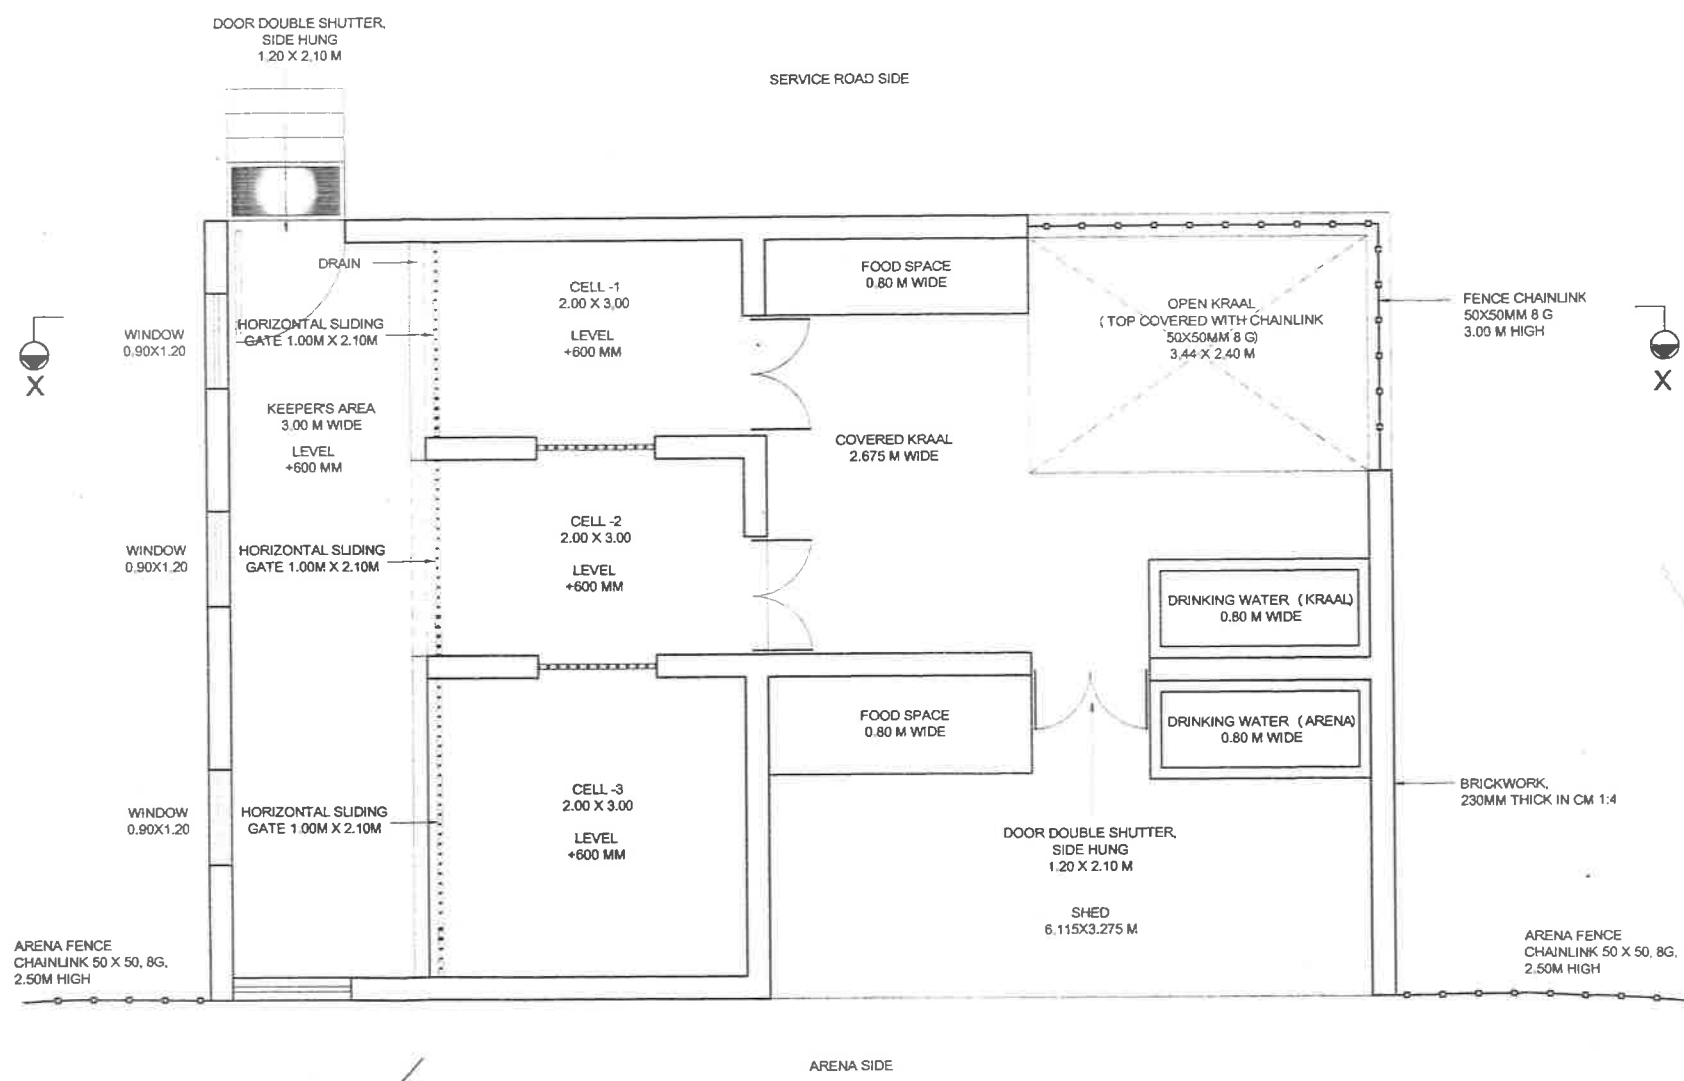 DOOR DOUBLE SHUTTER,
SIDE HUNG
1.20 X 2.10 M
SERVICE ROAD SIDE
DRAIN
CELL -1
2.00 X 3.00
LEVEL
+600 MM
FOOD SPACE
0.80 M WIDE
OPEN KRAAL
( TOP COVERED WITH CHAINLINK
50X50MM 8 G)
3.44 X 2.40 M
FENCE CHAINLINK
50X50MM 8 G
3.00 M HIGH
WINDOW
0.90X1.20
HORIZONTAL SLIDING
GATE 1.00M X 2.10M
X
X
KEEPER'S AREA
3.00 M WIDE
LEVEL
+600 MM
COVERED KRAAL
2.675 M WIDE
WINDOW
0.90X1.20
HORIZONTAL SLIDING
GATE 1.00M X 2.10M
CELL -2
2.00 X 3.00
LEVEL
+600 MM
DRINKING WATER ( KRAAL)
0.80 M WIDE
FOOD SPACE
0.80 M WIDE
DRINKING WATER ( ARENA)
0.80 M WIDE
WINDOW
0.90X1.20
HORIZONTAL SLIDING
GATE 1.00M X 2.10M
CELL -3
2.00 X 3.00
LEVEL
+600 MM
BRICKWORK,
230MM THICK IN CM 1:4
DOOR DOUBLE SHUTTER,
SIDE HUNG
1.20 X 2.10 M
SHED
6.115X3.275 M
ARENA FENCE
CHAINLINK 50 X 50, 8G,
2.50M HIGH
ARENA FENCE
CHAINLINK 50 X 50, 8G,
2.50M HIGH
ARENA SIDE